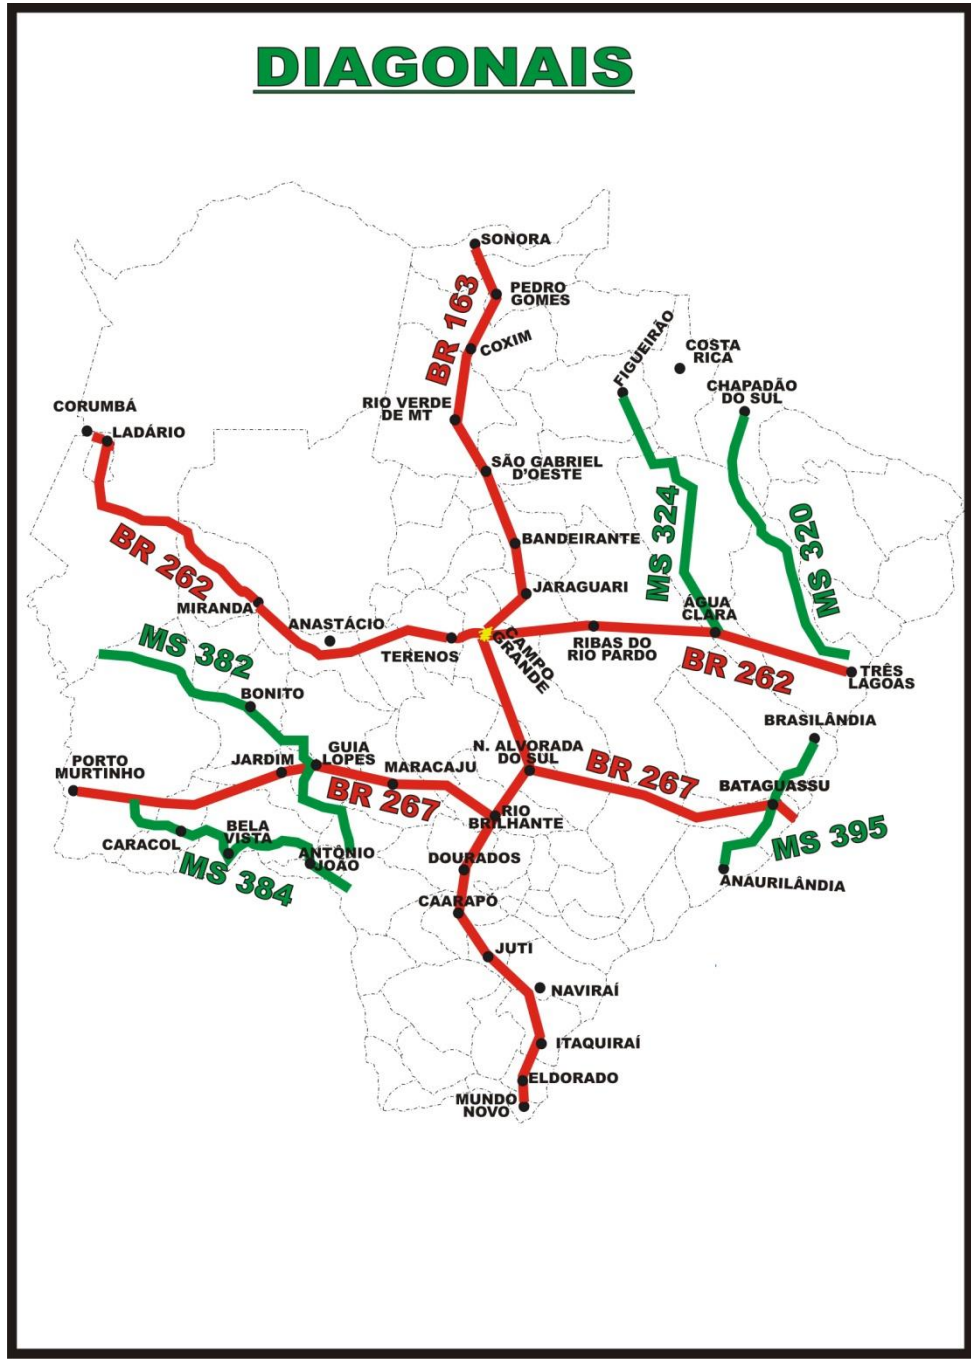 DIAGONAIS
SONORA
PEDRO
GOMES
BR 163
COXIM
FIGUEIRÃO
COSTA
RICA
CHAPADÃO
DO SUL
RIO VERDE
DE MT
CORUMBÁ
LADÁRIO
SÃO GABRIEL
D'OESTE
MS 324
MS 320
BR 262
BANDEIRANTE
JARAGUARI
MIRANDA
ANASTÁCIO
TERENOS
CAMPO
GRANDE
RIBAS DO
RIO PARDO
ÁGUA
CLARA
BR 262
TRÊS
LAGOAS
MS 382
BONITO
BRASILÂNDIA
PORTO
MURTINHO
JARDIM
GUIA
LOPES
MARACAJU
N. ALVORADA
DO SUL
BR 267
BR 267
BATAGUASSU
RIO
BRILHANTE
MS 395
CARACOL
BELA
VISTA
ANTÔNIO
JOÃO
MS 384
DOURADOS
ANAURILÂNDIA
CAARAPÓ
JUTI
NAVIRAÍ
ITAQUIRAÍ
ELDORADO
MUNDO
NOVO